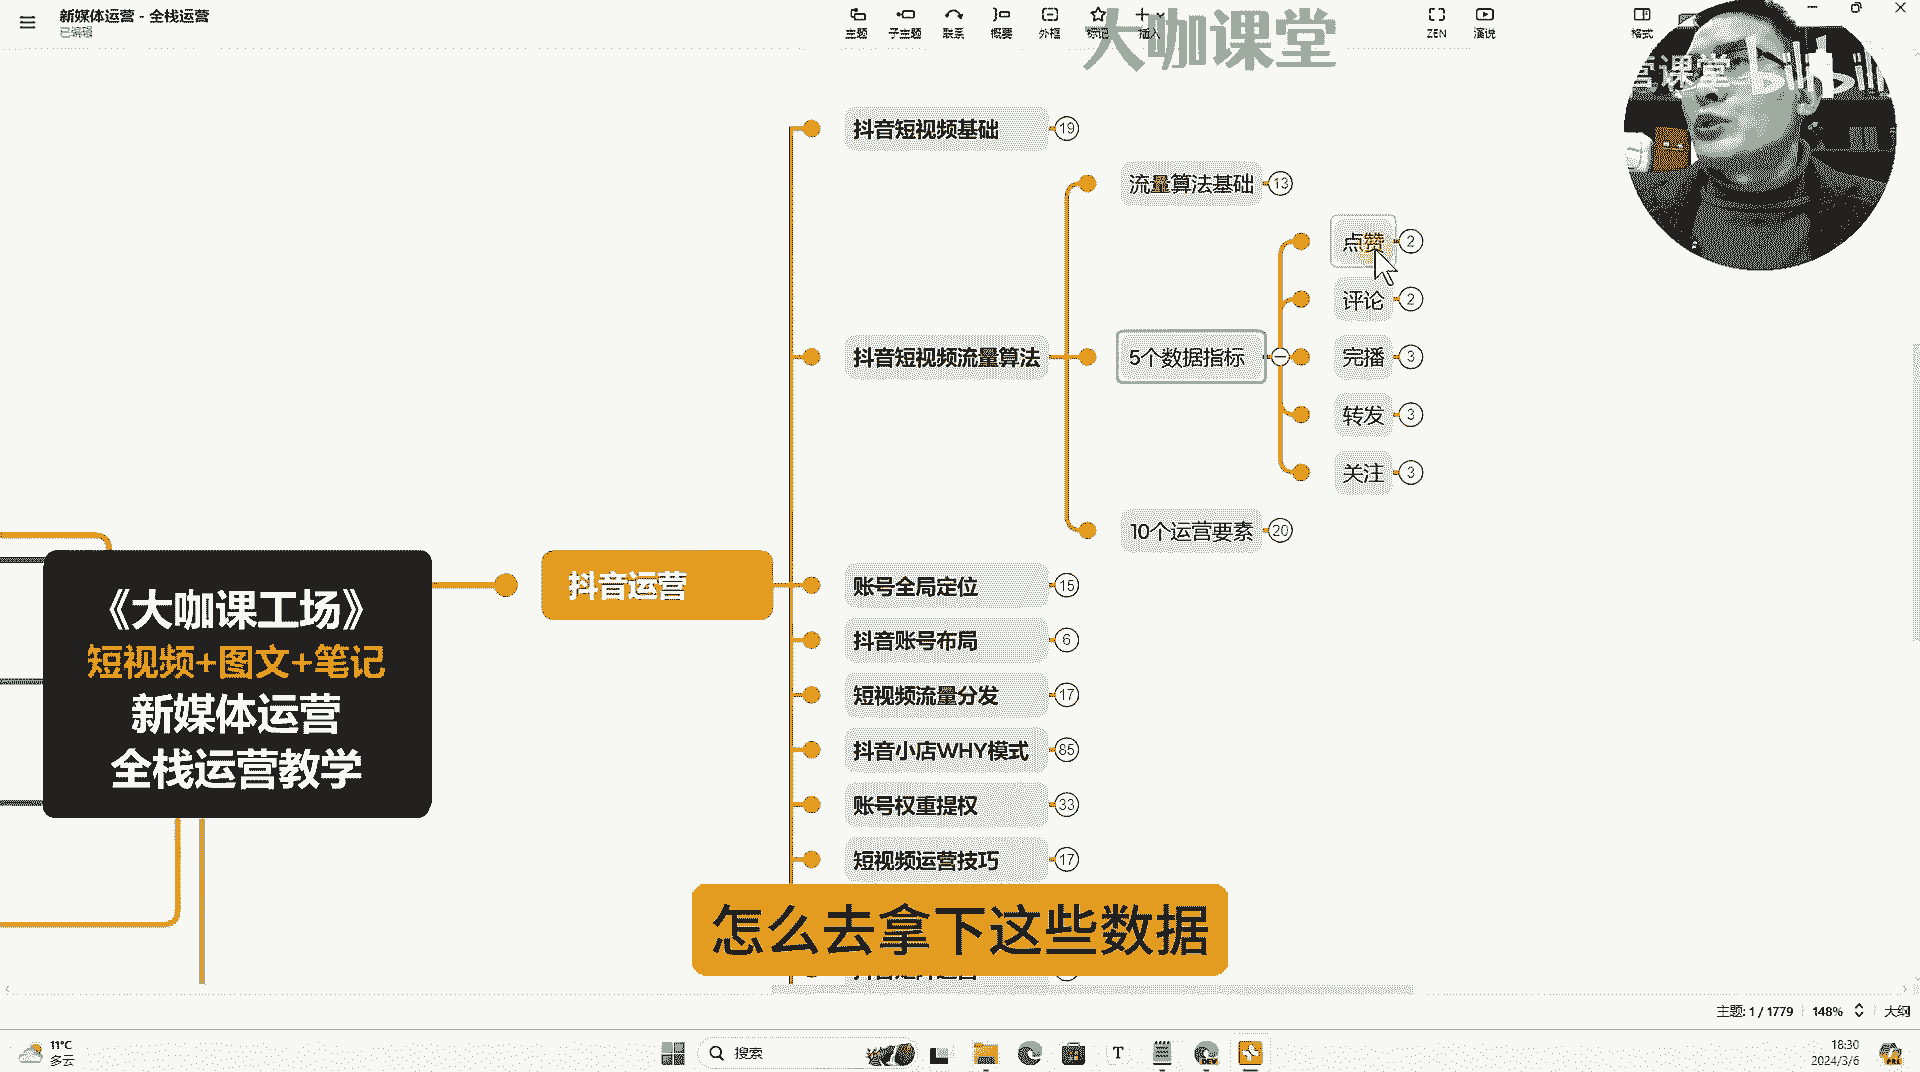 新媒体运营 - 全栈运营
已编辑
主题
子主题
联系
概要
外框
标记
插入
ZEN
演说
格式
大咖课堂
营课堂
bilibili
抖音短视频基础
19
流量算法基础
13
点赞
2
评论
2
抖音短视频流量算法
5个数据指标
完播
3
转发
3
关注
3
10个运营要素
20
《大咖课工场》
短视频+图文+笔记
新媒体运营
全栈运营教学
抖音运营
账号全局定位
15
抖音账号布局
6
短视频流量分发
17
抖音小店WHY模式
85
账号权重提权
33
短视频运营技巧
17
怎么去拿下这些数据
主题: 1 / 1779
148%
大纲
11°C
多云
搜索
T
DEV
18:30
2024/3/6